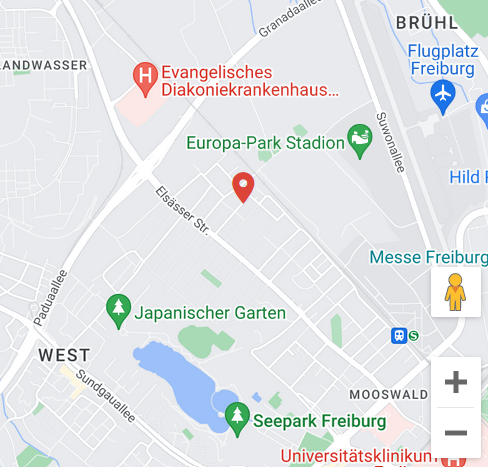 BRÜHL
Granadaallee
Flugplatz
Freiburg
LANDWASSER
H
Evangelisches
Diakoniekrankenhaus...
Suwonallee
Europa-Park Stadion
Hild
Elsässer Str.
Messe Freiburg
Paduaallee
Japanischer Garten
S
WEST
Sundgauallee
MOOSWALD
Seepark Freiburg
Universitätsklinikum
H